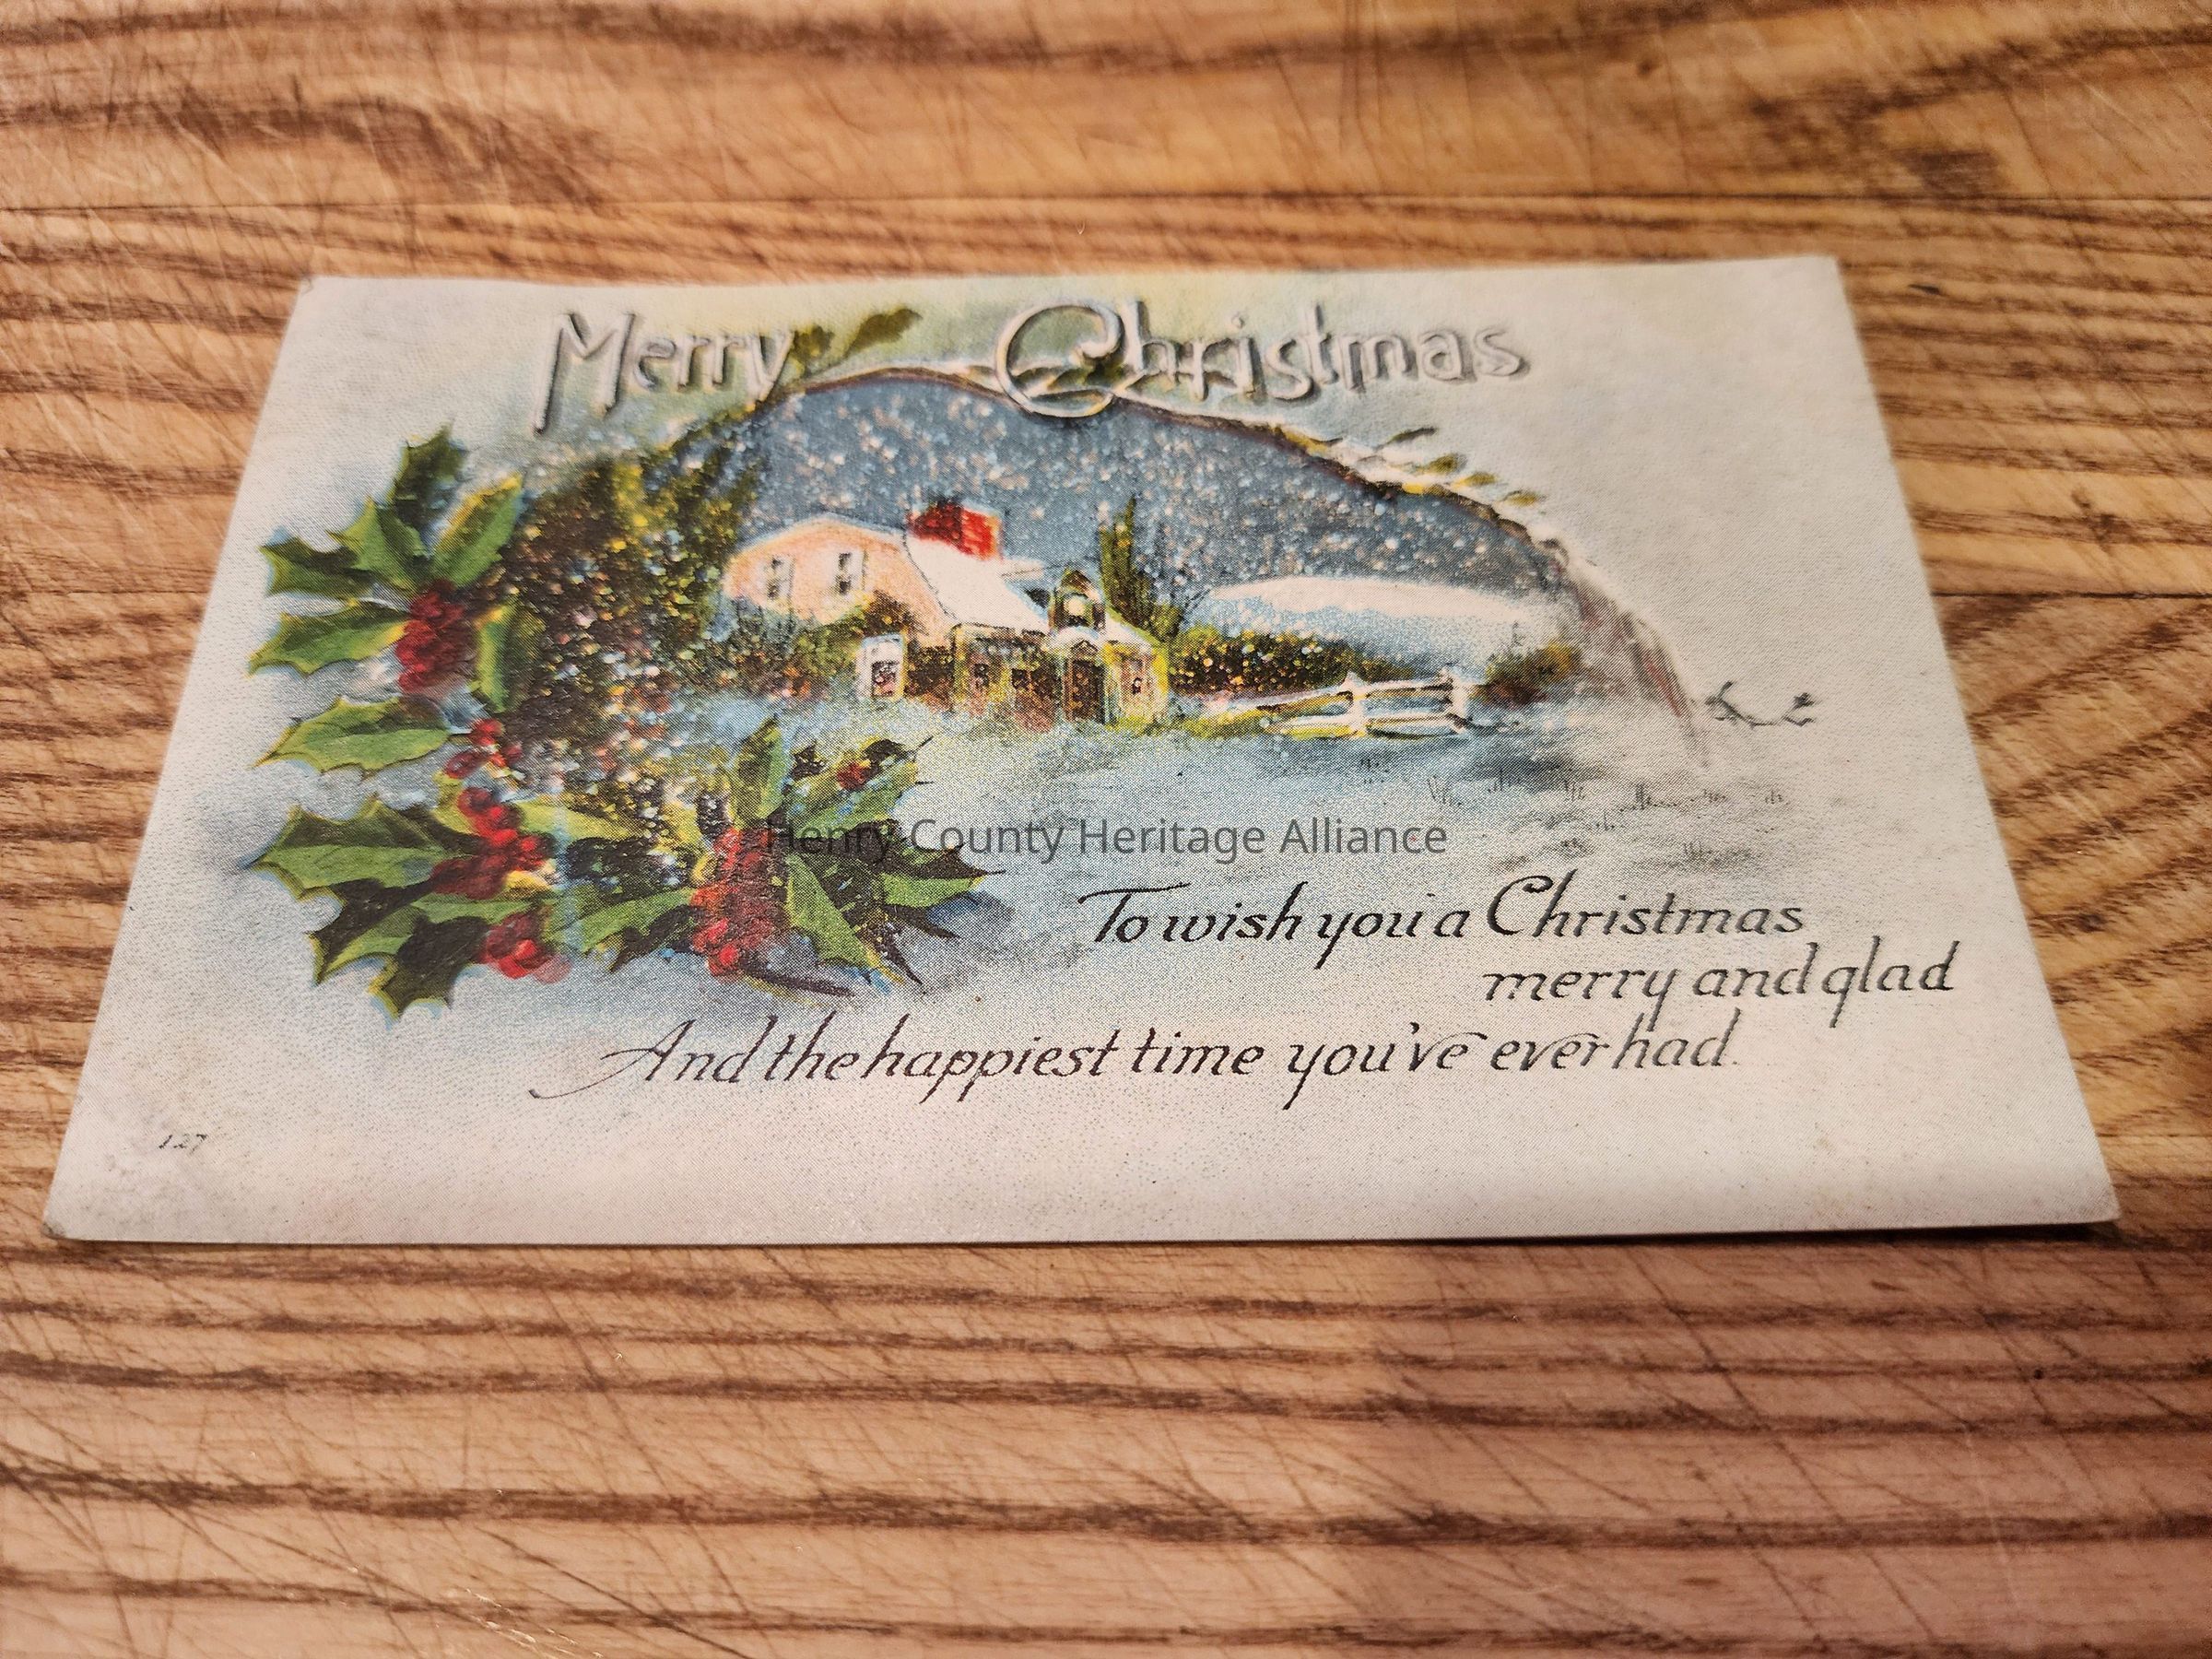 Merry Christmas
Henry County Heritage Alliance
To wish you a Christmas
merry and glad
And the happiest time you've ever had.
127